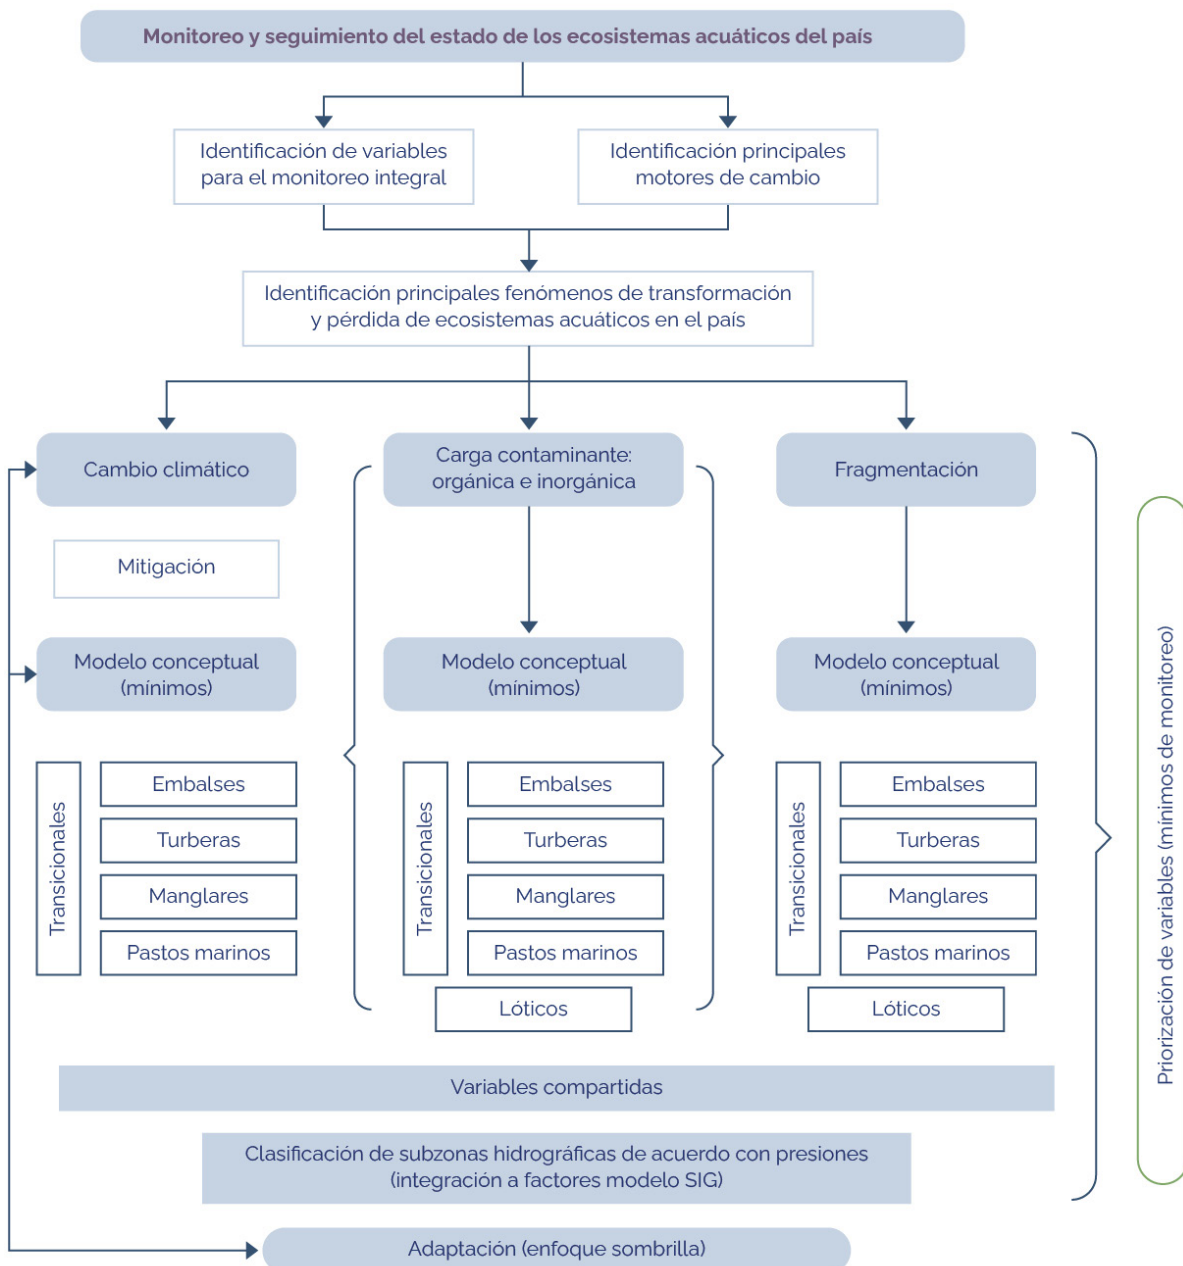 Monitoreo y seguimiento del estado de los ecosistemas acuáticos del país
Identificación de variables
para el monitoreo integral
Identificación principales
motores de cambio
Identificación principales fenómenos de transformación
y pérdida de ecosistemas acuáticos en el país
Cambio climático
Carga contaminante:
orgánica e inorgánica
Fragmentación
Mitigación
Modelo conceptual
(mínimos)
Modelo conceptual
(mínimos)
Modelo conceptual
(mínimos)
Transicionales
Embalses
Turberas
Manglares
Pastos marinos
Transicionales
Embalses
Turberas
Manglares
Pastos marinos
Lóticos
Transicionales
Embalses
Turberas
Manglares
Pastos marinos
Lóticos
Variables compartidas
Clasificación de subzonas hidrográficas de acuerdo con presiones
(integración a factores modelo SIG)
Adaptación (enfoque sombrilla)
Priorización de variables (mínimos de monitoreo)